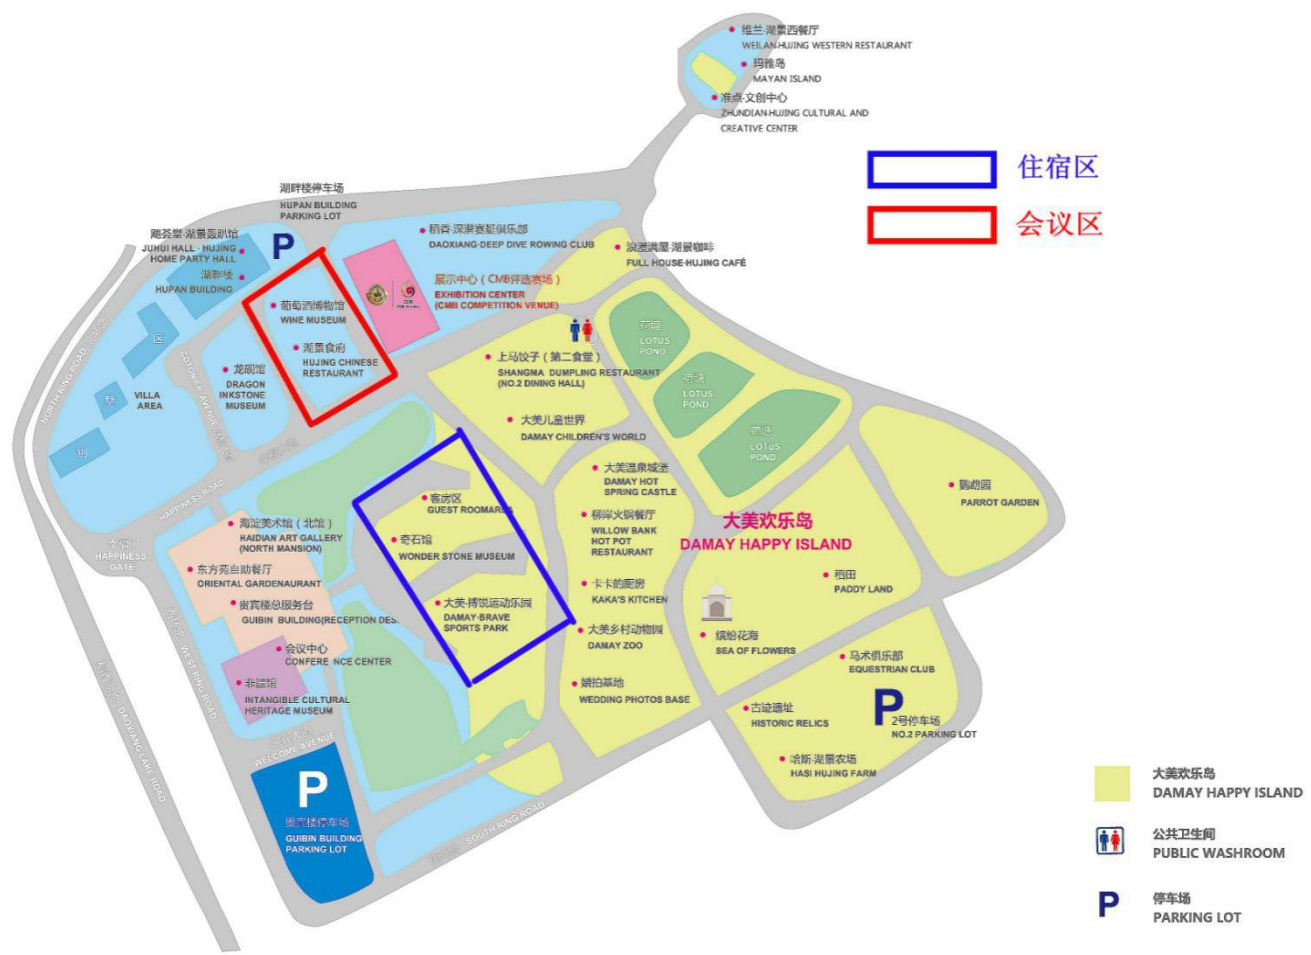 维兰·湖景西餐厅
WEILAN·HUJING WESTERN RESTAURANT
玛雅岛
MAYAN ISLAND
准点·文创中心
ZHUNDIAN·HUJING CULTURAL AND
CREATIVE CENTER
住宿区
会议区
湖畔楼停车场
HUPAN BUILDING
PARKING LOT
P
飓荟堂·湖景轰趴馆
JUHUI HALL · HUJING
HOME PARTY HALL
湖畔楼
HUPAN BUILDING
稻香·深潜赛艇俱乐部
DAOXIANG·DEEP DIVE ROWING CLUB
浪漫满屋·湖景咖啡
FULL HOUSE·HUJING CAFÉ
展示中心（CMB评选赛场）
EXHIBITION CENTER
(CMB COMPETITION VENUE)
葡萄酒博物馆
WINE MUSEUM
湖景食府
HUJING CHINESE
RESTAURANT
龙砚馆
DRAGON
INKSTONE
MUSEUM
区
墅
别
VILLA
AREA
NORTH RING ROAD
HAPPINESS ROAD
上马饺子（第二食堂）
SHANGMA DUMPLING RESTAURANT
(NO.2 DINING HALL)
荷塘
LOTUS
POND
荷塘
LOTUS
POND
荷塘
LOTUS
POND
大美儿童世界
DAMAY CHILDREN'S WORLD
大美温泉城堡
DAMAY HOT
SPRING CASTLE
柳岸火锅餐厅
WILLOW BANK
HOT POT
RESTAURANT
鹦鹉园
PARROT GARDEN
客房区
GUEST ROOMAREA
奇石馆
WONDER STONE MUSEUM
大美欢乐岛
DAMAY HAPPY ISLAND
海淀美术馆（北馆）
HAIDIAN ART GALLERY
(NORTH MANSION)
幸福门
HAPPINESS
GATE
东方苑自助餐厅
ORIENTAL GARDENAURANT
贵宾楼总服务台
GUIBIN BUILDING(RECEPTION DES.
大美·搏锐运动乐园
DAMAY·BRAVE
SPORTS PARK
卡卡的厨房
KAKA'S KITCHEN
稻田
PADDY LAND
大美乡村动物园
DAMAY ZOO
缤纷花海
SEA OF FLOWERS
马术俱乐部
EQUESTRIAN CLUB
会议中心
CONFERE NCE CENTER
非遗馆
INTANGIBLE CULTURAL
HERITAGE MUSEUM
婚拍基地
WEDDING PHOTOS BASE
古迹遗址
HISTORIC RELICS
P
2号停车场
NO.2 PARKING LOT
哈斯·湖景农场
HASI HUJING FARM
WEST RING ROAD
DAOXIANG LAKE ROAD
WELCOME AVENUE
P
贵宾楼停车场
GUIBIN BUILDING
PARKING LOT
SOUTH RING ROAD
大美欢乐岛
DAMAY HAPPY ISLAND
公共卫生间
PUBLIC WASHROOM
P
停车场
PARKING LOT